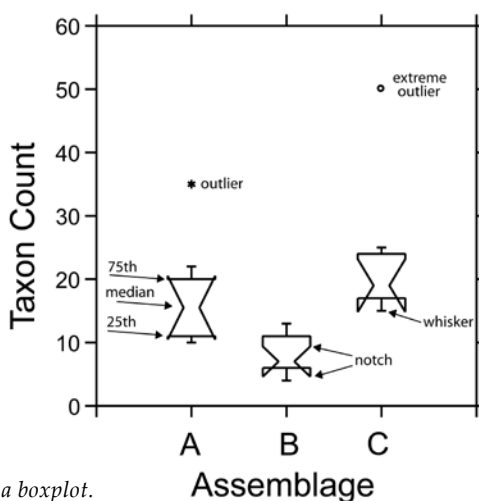 60
50
40
30
20
10
0
Taxon Count
extreme
outlier
outlier
75th
median
25th
whisker
notch
A
B
C
Assemblage
a boxplot.